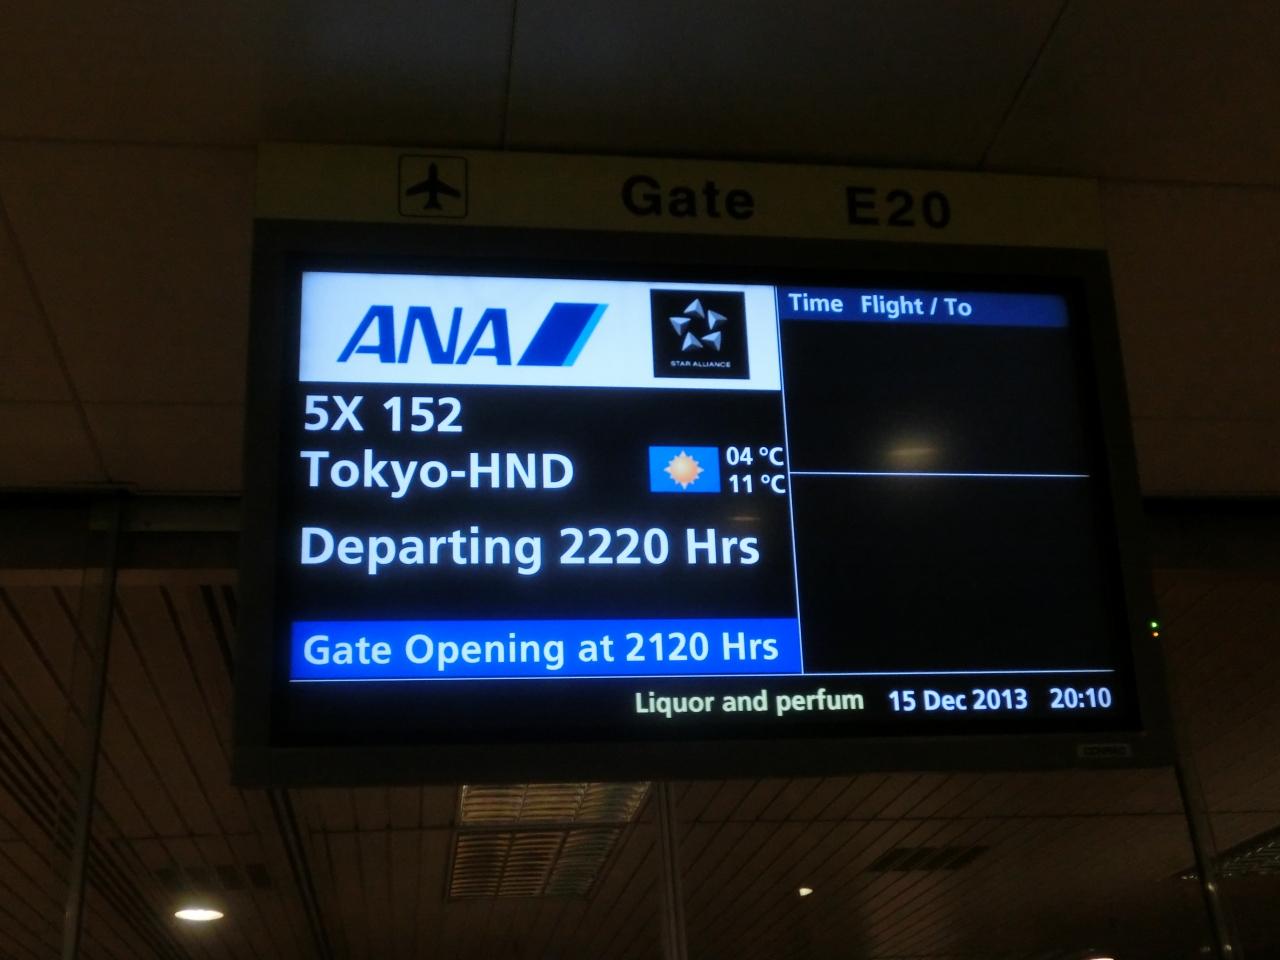 Gate E20
ANA
STAR ALLIANCE
5X 152
Tokyo-HND
04 °C
11 °C
Departing 2220 Hrs
Gate Opening at 2120 Hrs
Time Flight / To
Liquor and perfum 15 Dec 2013 20:10